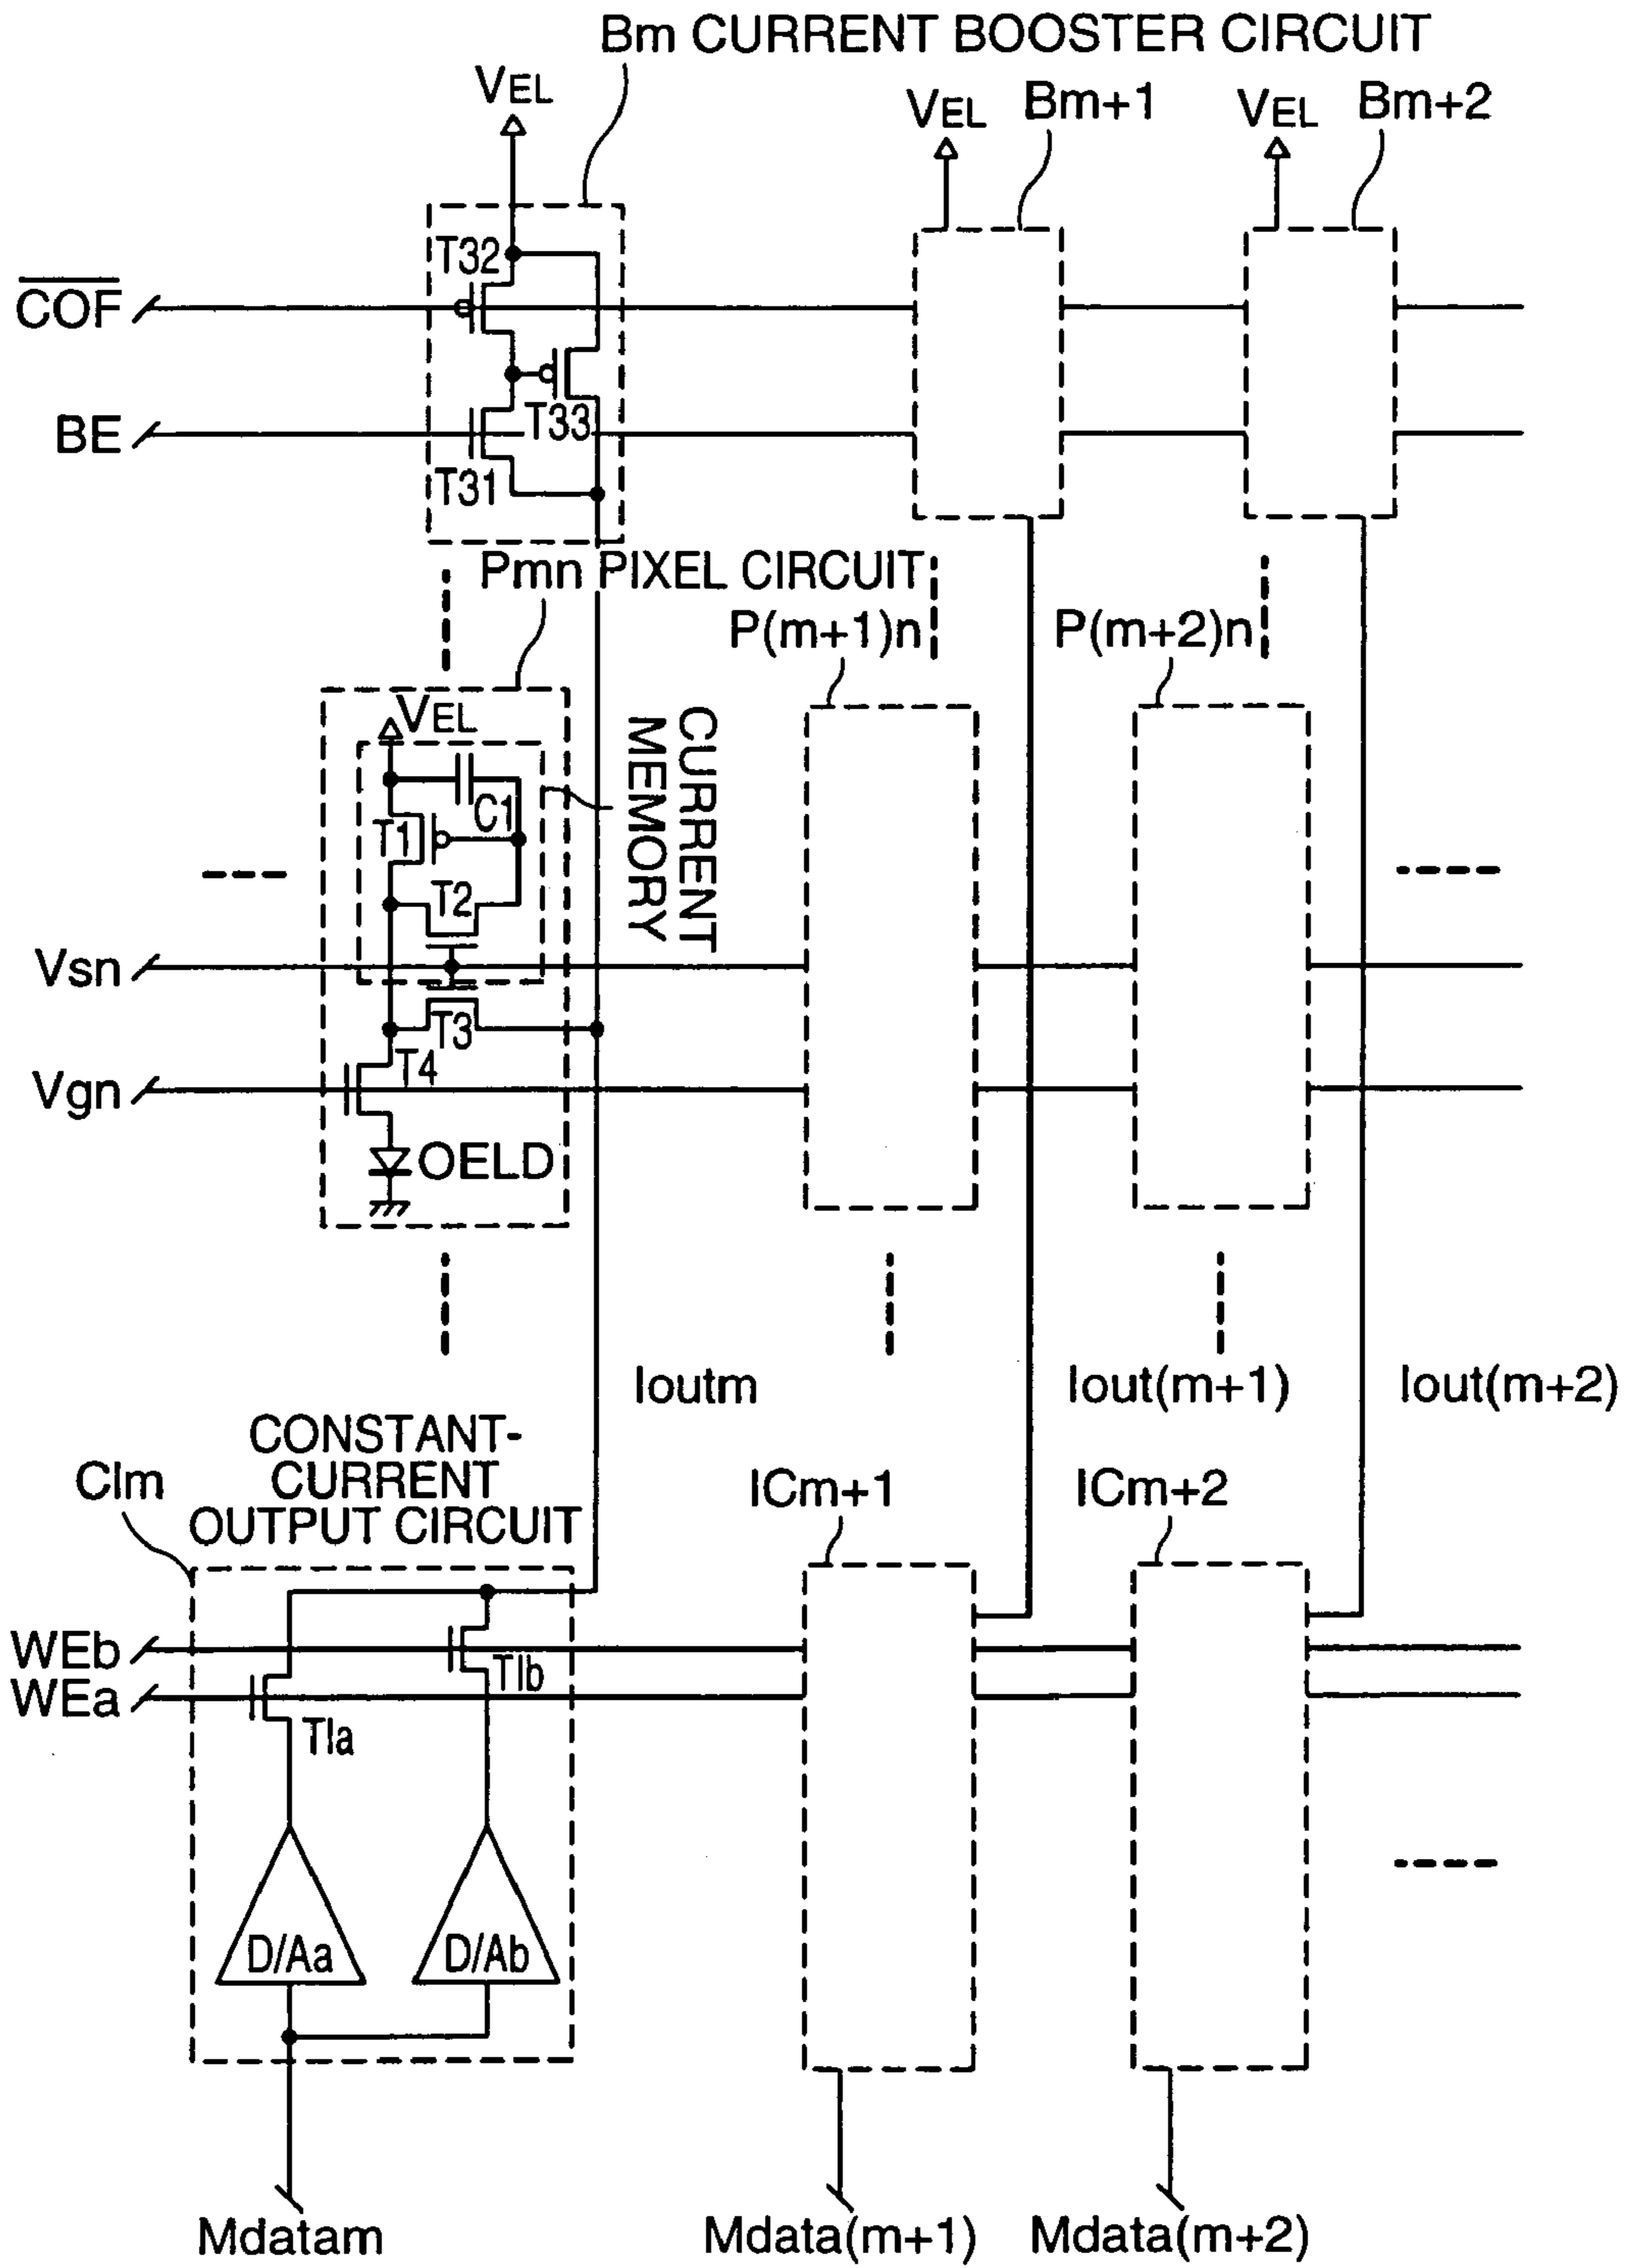 Bm CURRENT BOOSTER CIRCUIT
VEL
VEL
Bm+1
VEL
Bm+2
T32
COF
BE
T33
T31
Pmn PIXEL CIRCUIT
P(m+1)n
P(m+2)n
VEL
CURRENT
MEMORY
C1
T1
T2
Vsn
T3
T4
Vgn
OELD
Ioutm
Iout(m+1)
Iout(m+2)
CONSTANT-
CURRENT
OUTPUT CIRCUIT
CIm
ICm+1
ICm+2
WEb
TIb
WEa
TIa
D/Aa
D/Ab
Mdatam
Mdata(m+1)
Mdata(m+2)